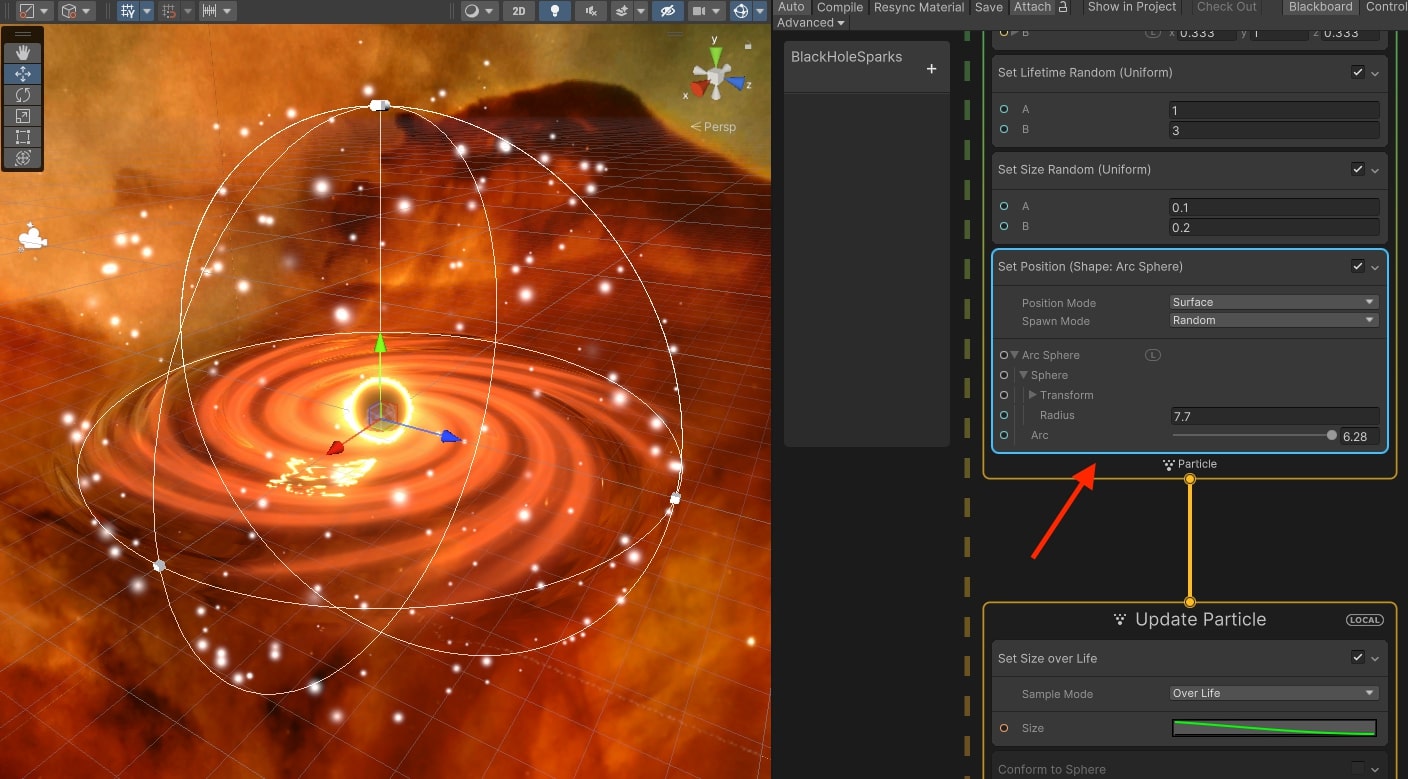 2D
Auto Compile Resync Material Save Attach Show in Project Check Out Blackboard Control
Advanced
y
x
z
Persp
BlackHoleSparks
+
B L x 0.333 y 1 z 0.333
Set Lifetime Random (Uniform)
A 1
B 3
Set Size Random (Uniform)
A 0.1
B 0.2
Set Position (Shape: Arc Sphere)
Position Mode Surface
Spawn Mode Random
Arc Sphere L
Sphere
Transform
Radius 7.7
Arc 6.28
Particle
Update Particle LOCAL
Set Size over Life
Sample Mode Over Life
Size
Conform to Sphere